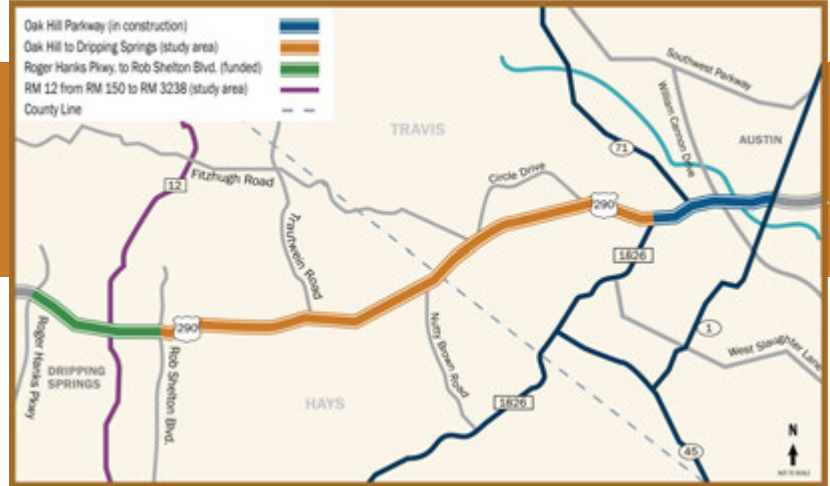 Oak Hill Parkway (in construction)
Oak Hill to Dripping Springs (study area)
Roger Hanks Pkwy. to Rob Shelton Blvd. (funded)
RM 12 from RM 150 to RM 3238 (study area)
County Line
TRAVIS
Southwest Parkway
William Cannon Drive
AUSTIN
71
Circle Drive
12
Fitzhugh Road
290
Trautwein Road
1826
290
Roger Hanks Pkwy
DRIPPING
SPRINGS
Rob Shelton Blvd.
Nutty Brown Road
1
West Slaughter Lane
HAYS
1826
45
N
NOT TO SCALE